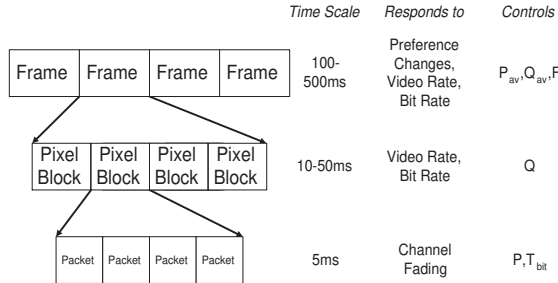 Time Scale Responds to Controls
Frame Frame Frame Frame
100-
500ms
Preference
Changes,
Video Rate,
Bit Rate
P_av,Q_av,F
Pixel Block Pixel Block Pixel Block Pixel Block
10-50ms
Video Rate,
Bit Rate
Q
Packet Packet Packet Packet
5ms
Channel
Fading
P,T_bit